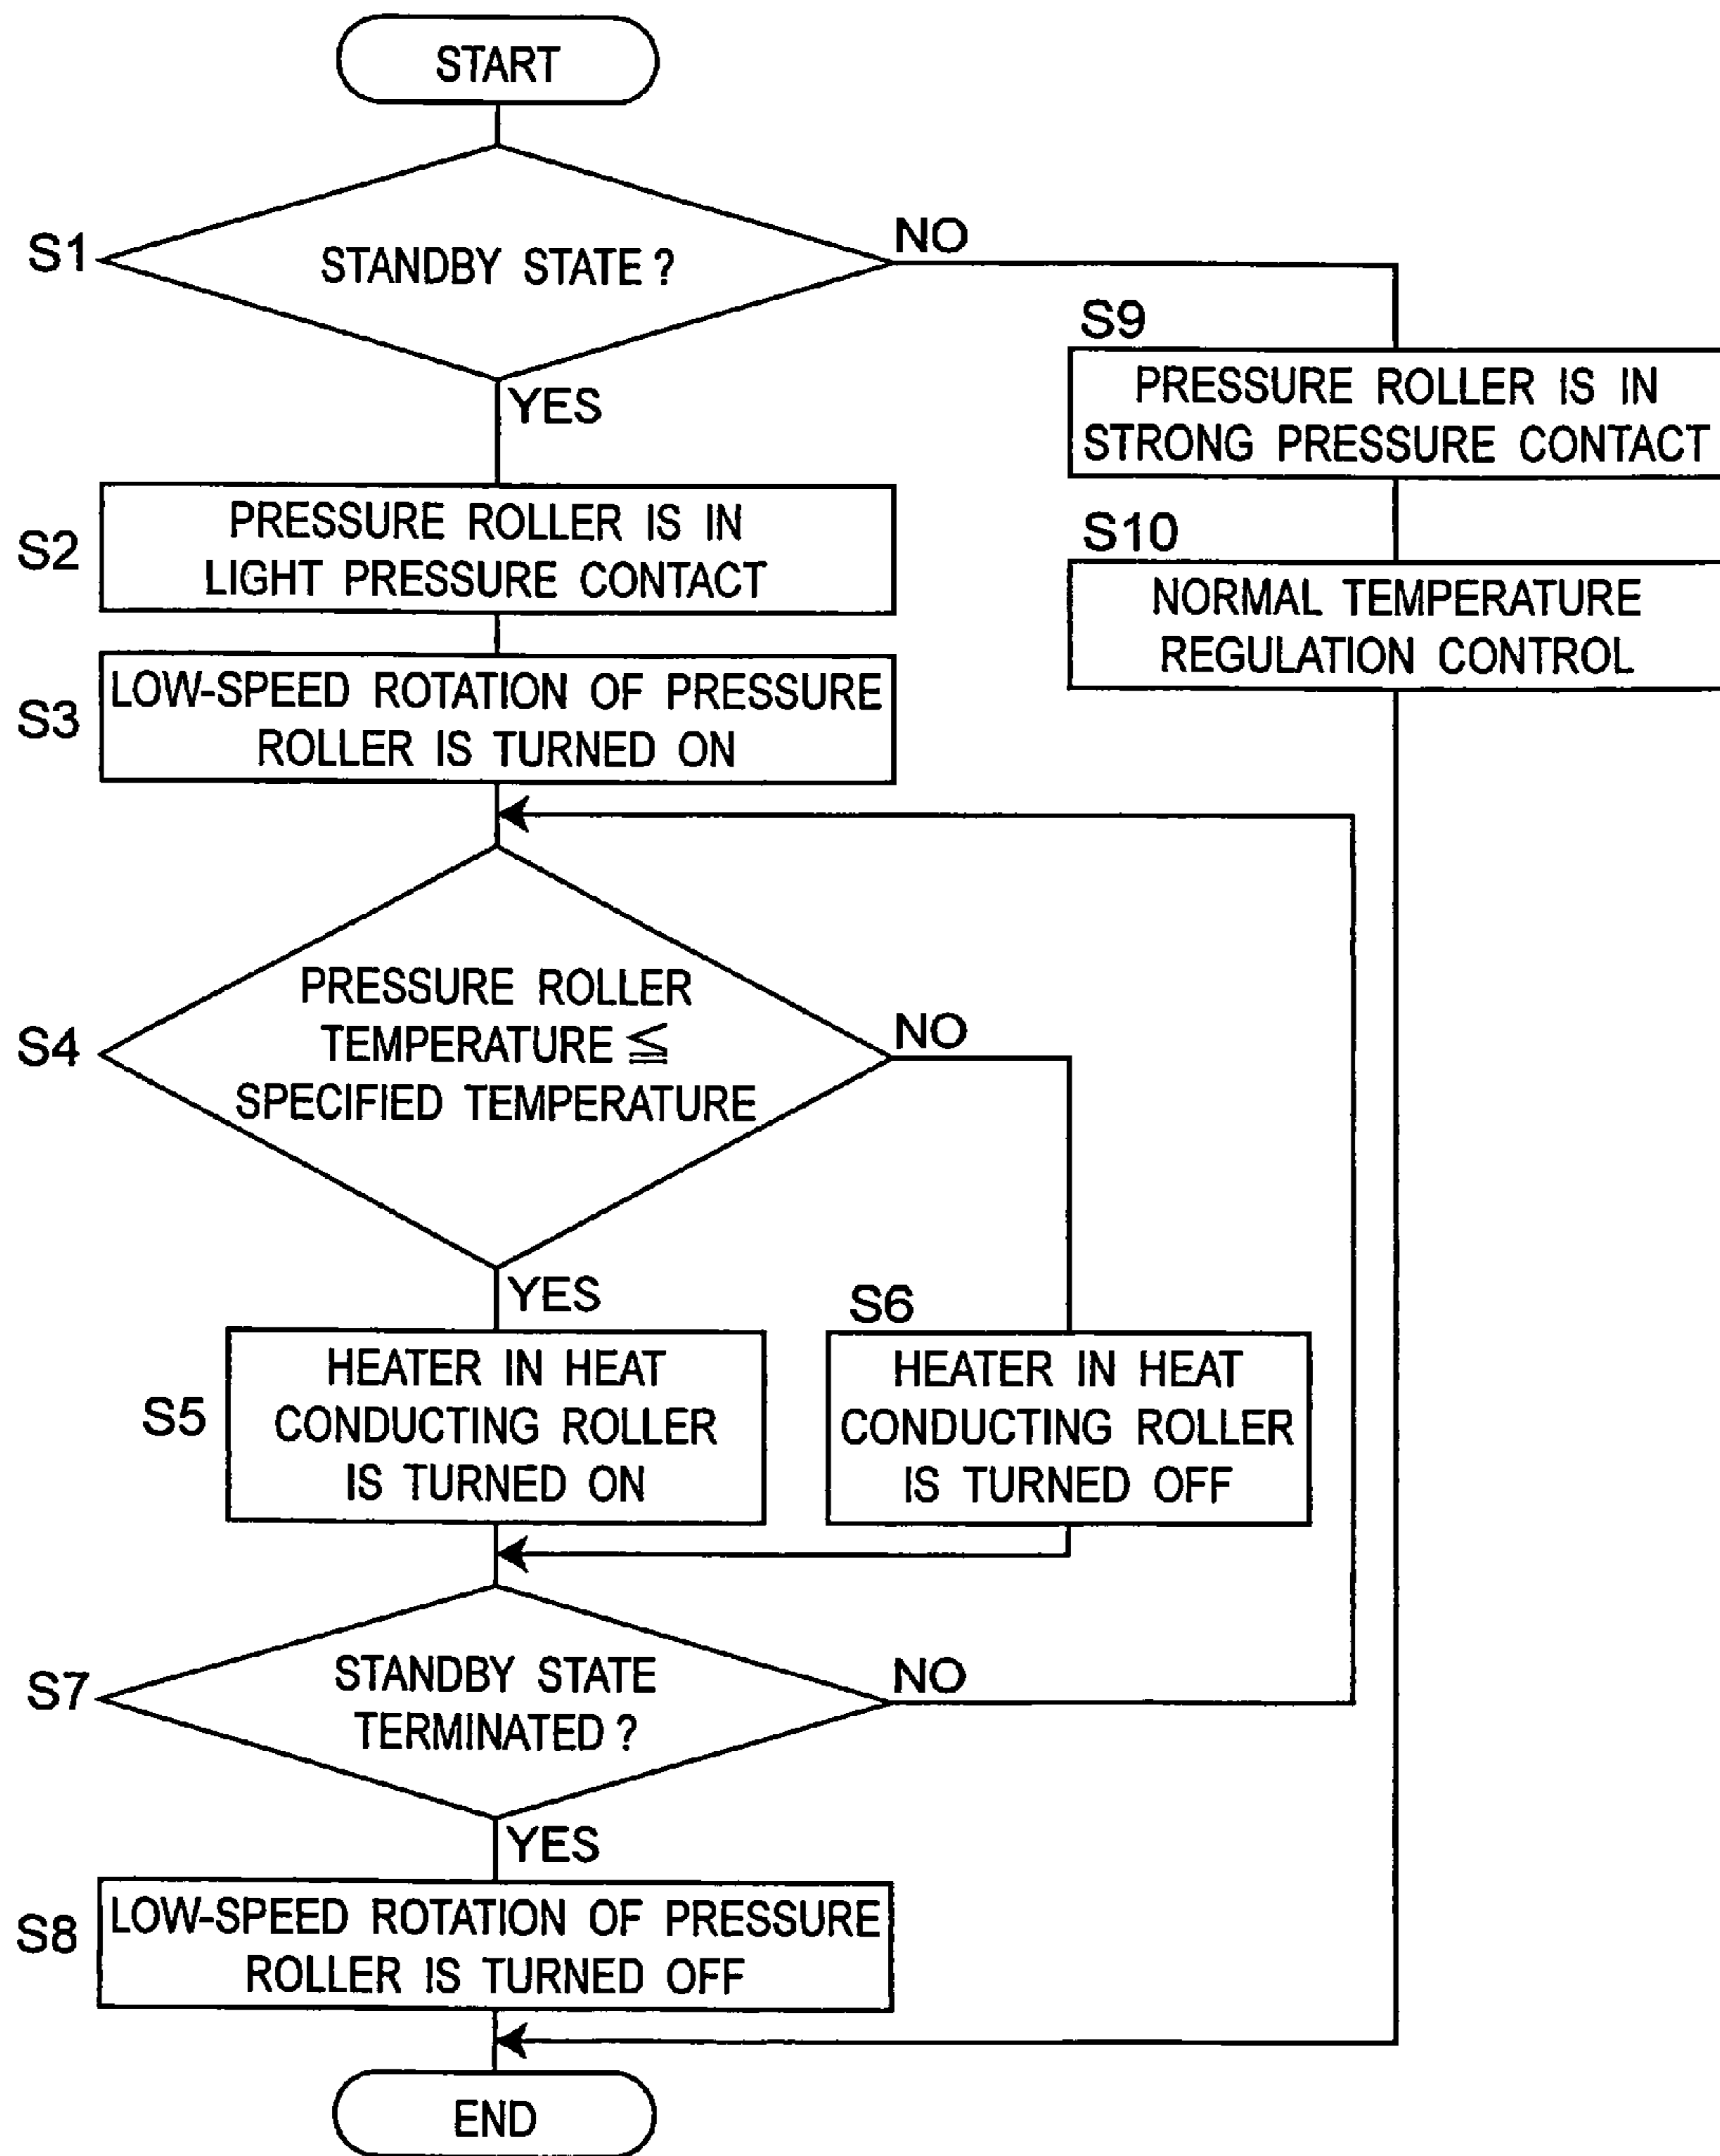 START
S1
STANDBY STATE ?
NO
YES
S9
PRESSURE ROLLER IS IN
STRONG PRESSURE CONTACT
S10
NORMAL TEMPERATURE
REGULATION CONTROL
S2
PRESSURE ROLLER IS IN
LIGHT PRESSURE CONTACT
S3
LOW-SPEED ROTATION OF PRESSURE
ROLLER IS TURNED ON
S4
PRESSURE ROLLER
TEMPERATURE ≦
SPECIFIED TEMPERATURE
NO
YES
S5
HEATER IN HEAT
CONDUCTING ROLLER
IS TURNED ON
S6
HEATER IN HEAT
CONDUCTING ROLLER
IS TURNED OFF
S7
STANDBY STATE
TERMINATED ?
NO
YES
S8
LOW-SPEED ROTATION OF PRESSURE
ROLLER IS TURNED OFF
END